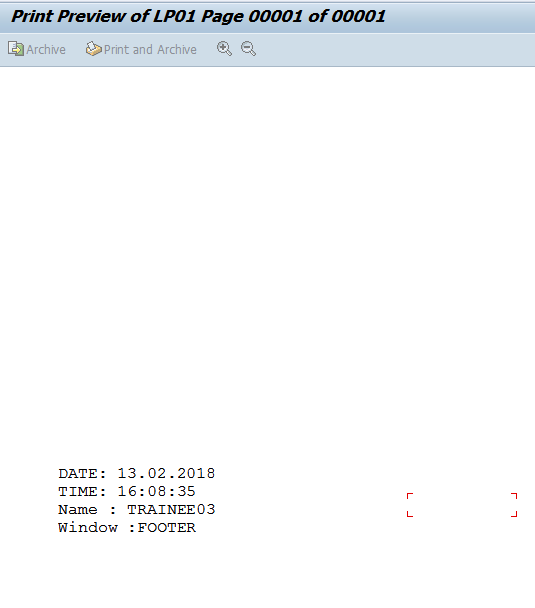 Print Preview of LP01 Page 00001 of 00001
Archive Print and Archive
DATE: 13.02.2018
TIME: 16:08:35
Name : TRAINEE03
Window :FOOTER